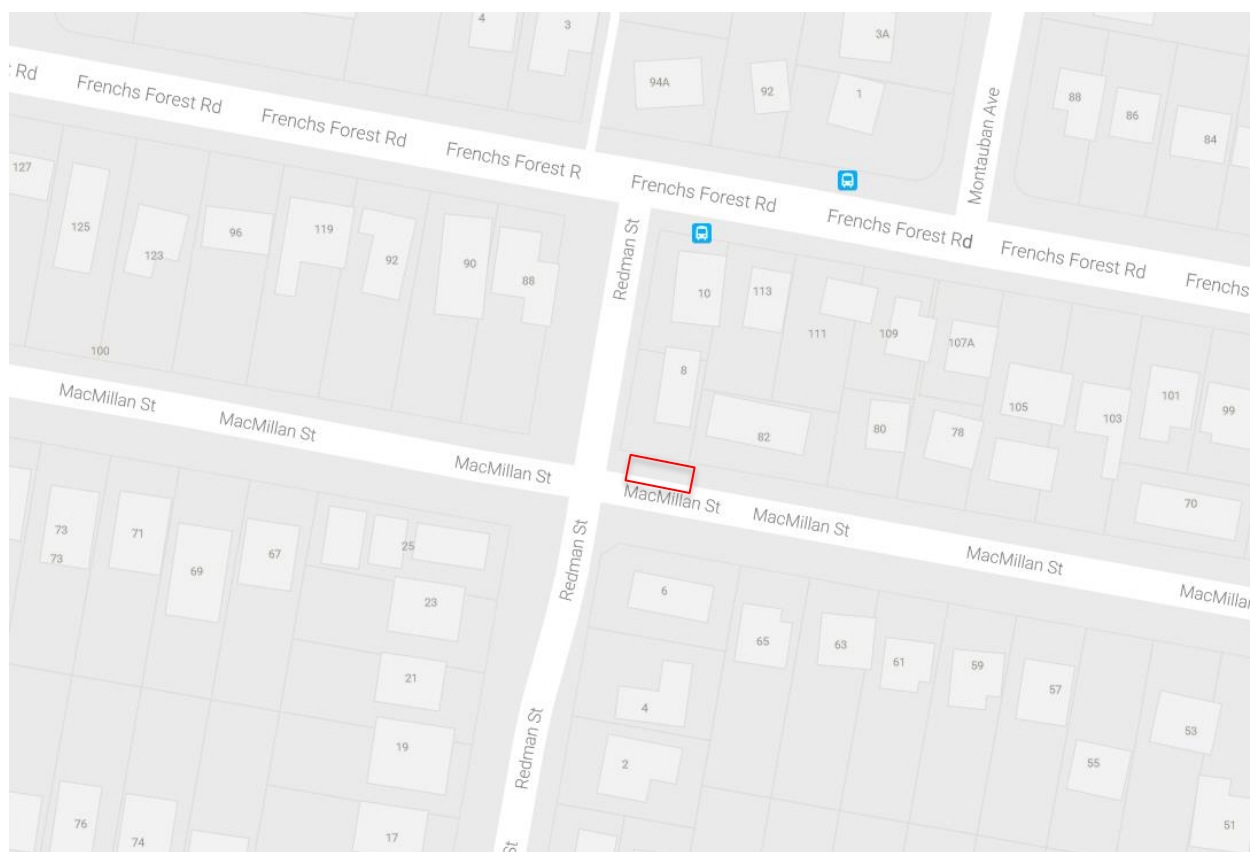 4
3
3A
94A
92
1
88
86
84
Rd
Frenchs Forest Rd
Frenchs Forest Rd
Frenchs Forest R
Frenchs Forest Rd
Frenchs Forest Rd
Frenchs Forest Rd
Frenchs
Montauban Ave
127
125
123
96
119
92
90
88
100
Redman St
10
113
111
109
107A
105
103
101
99
8
82
80
78
70
MacMillan St
MacMillan St
MacMillan St
MacMillan St
MacMillan St
MacMillan St
MacMillan
73
73
71
69
67
25
23
21
19
17
76
74
Redman St
Redman St
St
6
4
2
65
63
61
59
57
55
53
51